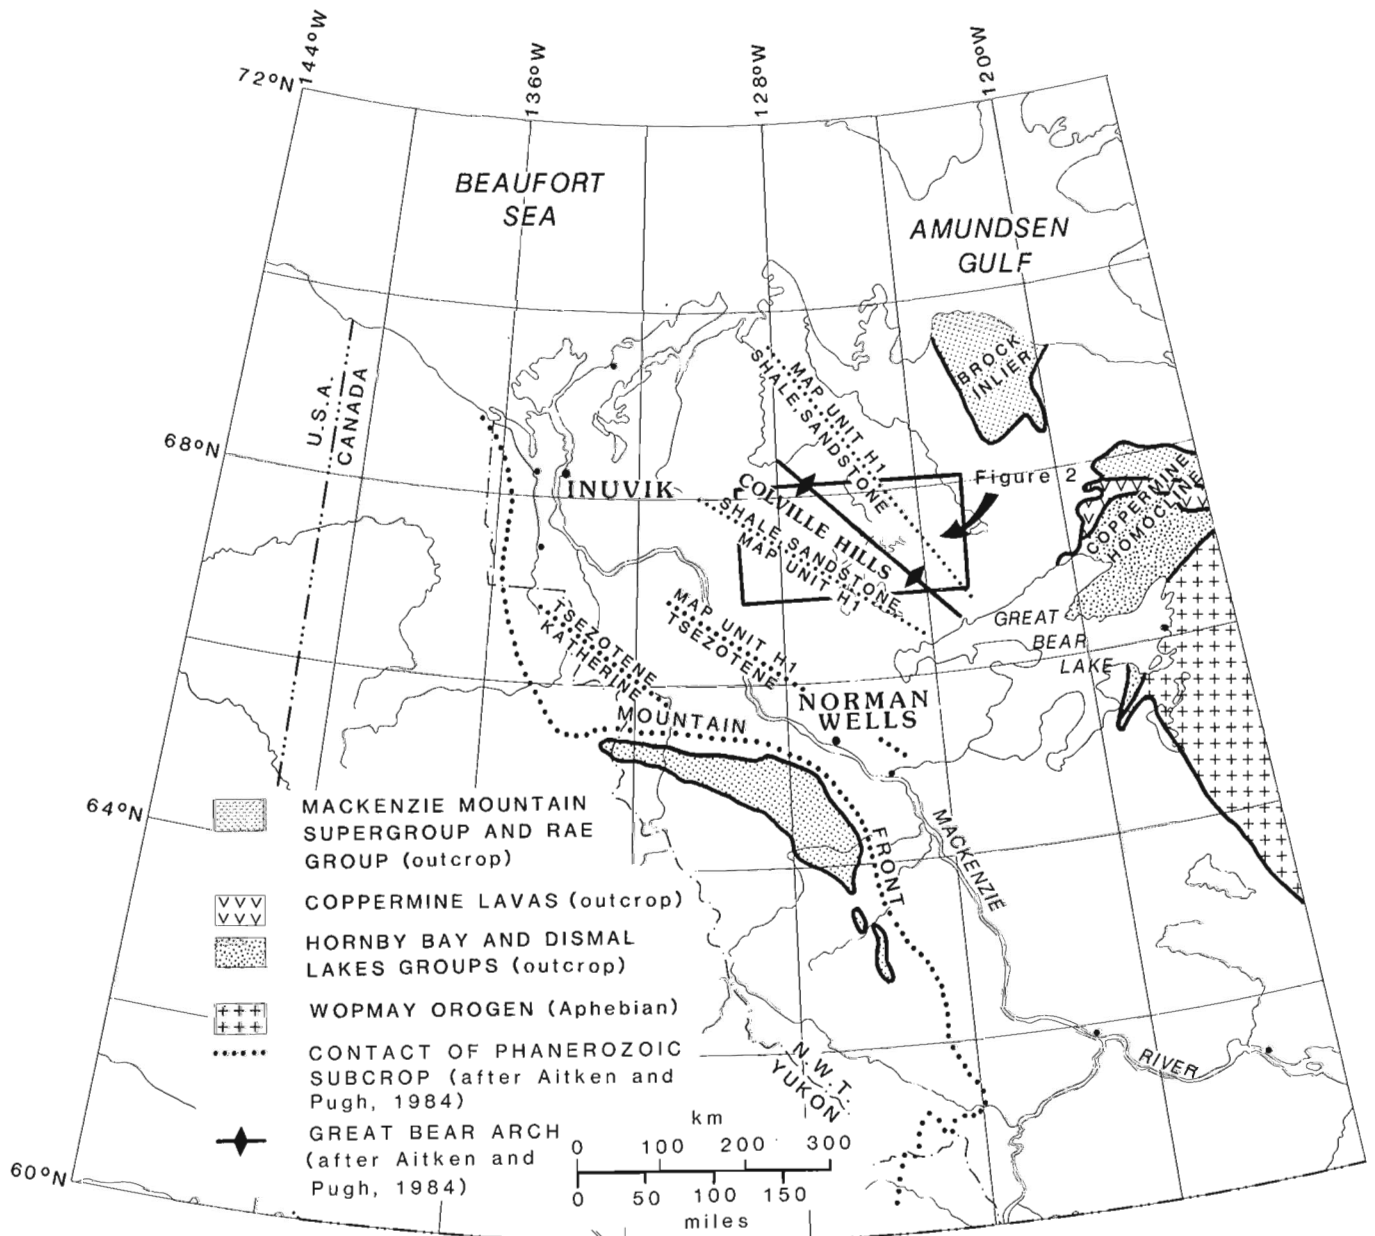 144°W
136°W
128°W
120°W
72°N
68°N
64°N
60°N
BEAUFORT
SEA
AMUNDSEN
GULF
U.S.A.
CANADA
INUVIK
BROCK
INLIER
MAP UNIT H1
SHALE, SANDSTONE
COLVILLE HILLS
SHALE, SANDSTONE
MAP UNIT H1
Figure 2
COPPERMINE
HOMOCLINE
GREAT
BEAR
LAKE
MAP UNIT H1
TSEZOTENE
TSEZOTENE
KATHERINE
NORMAN
WELLS
MOUNTAIN
FRONT
MACKENZIE
RIVER
N.W.T.
YUKON
MACKENZIE MOUNTAIN
SUPERGROUP AND RAE
GROUP (outcrop)
COPPERMINE LAVAS (outcrop)
HORNBY BAY AND DISMAL
LAKES GROUPS (outcrop)
WOPMAY OROGEN (Aphebian)
CONTACT OF PHANEROZOIC
SUBCROP (after Aitken and
Pugh, 1984)
GREAT BEAR ARCH
(after Aitken and
Pugh, 1984)
km
0 100 200 300
0 50 100 150
miles